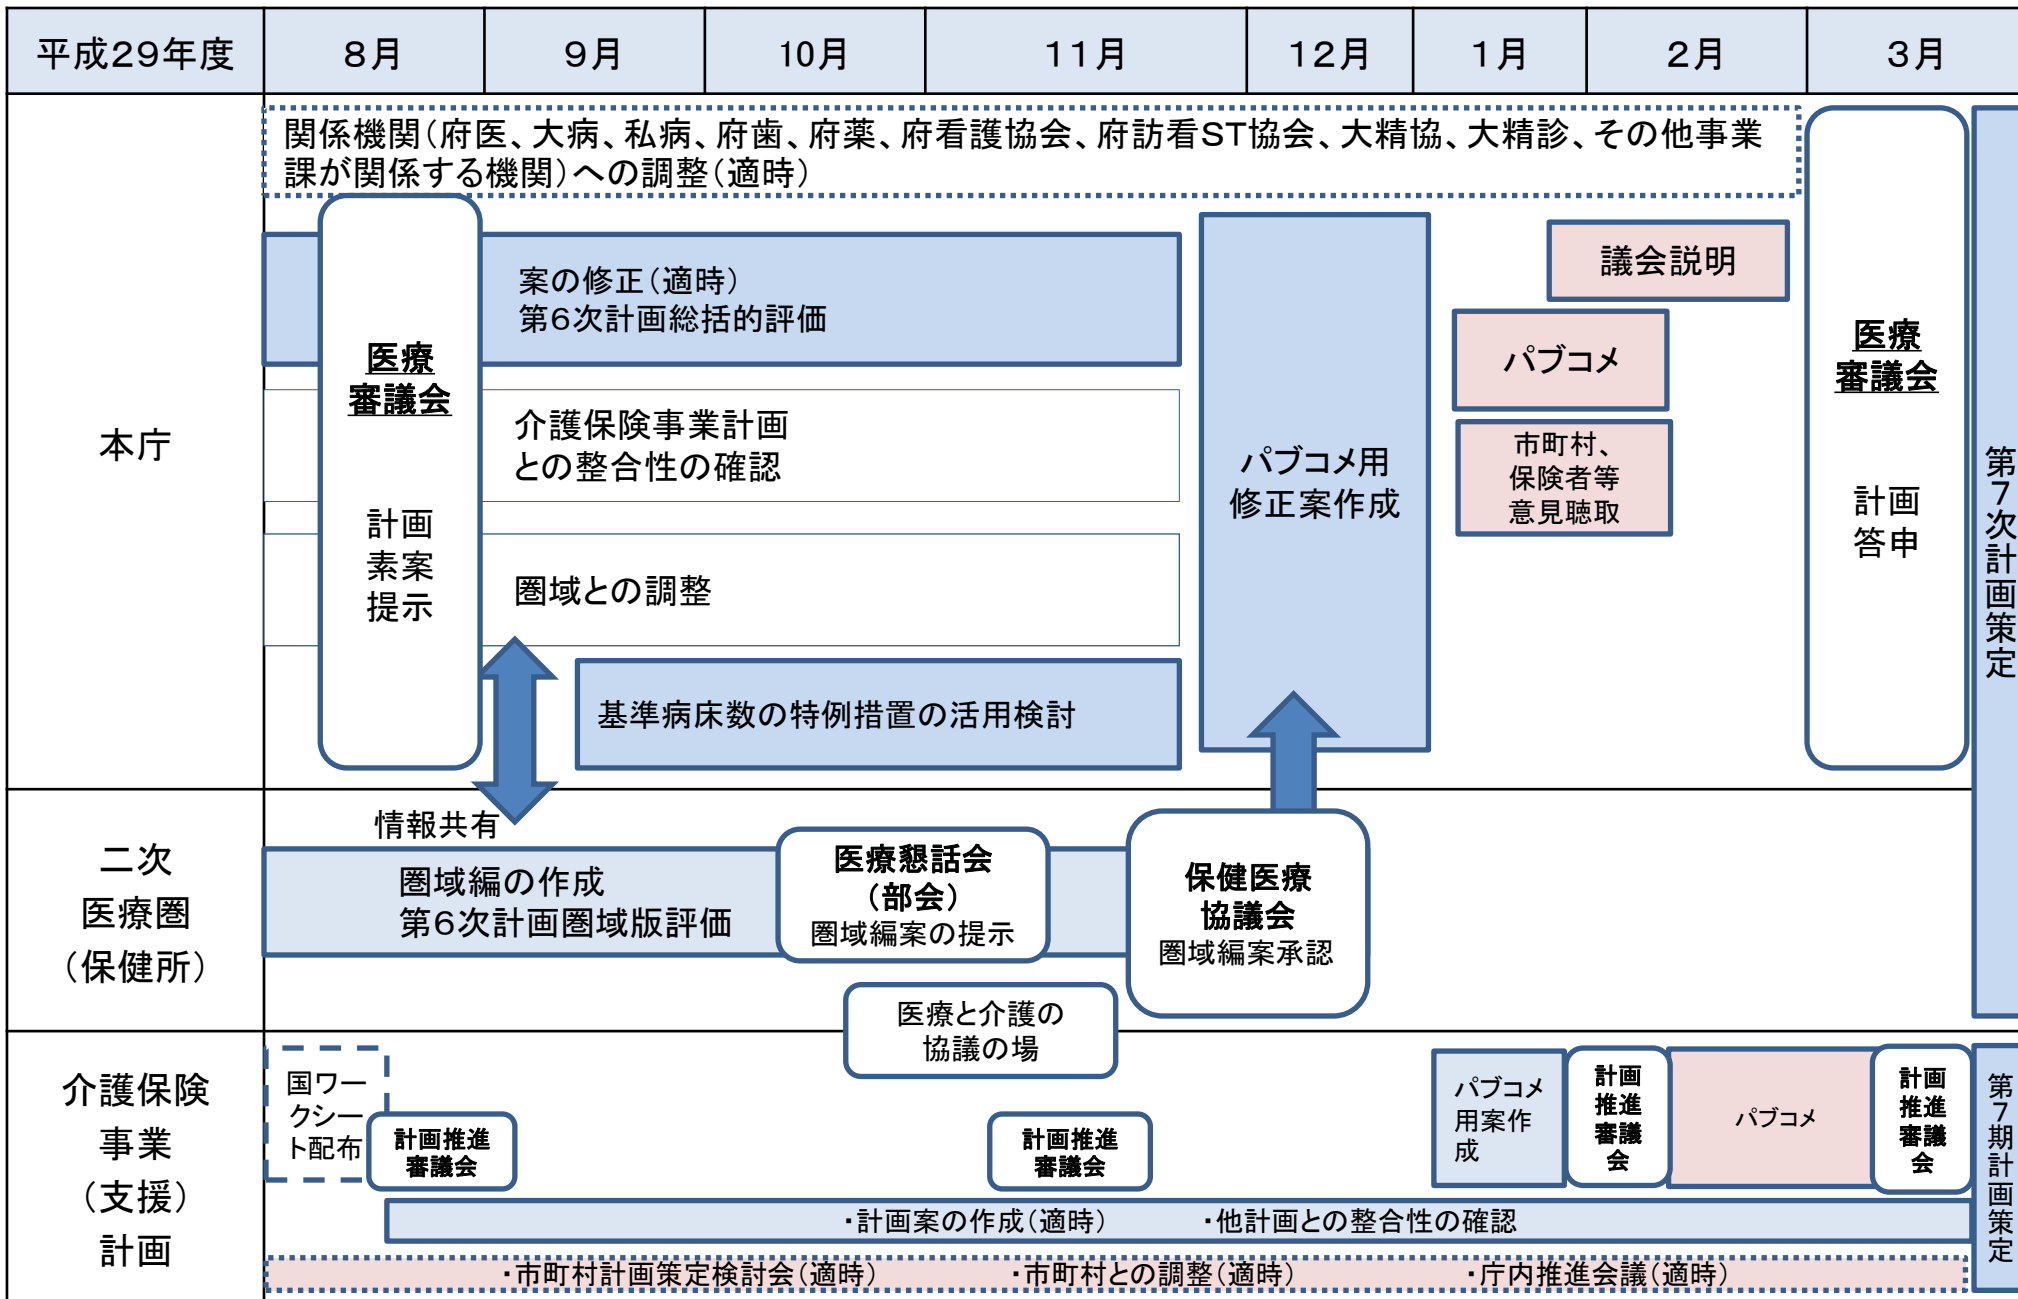 平成29年度
8月
9月
10月
11月
12月
1月
2月
3月
本庁
関係機関(府医、大病、私病、府歯、府薬、府看護協会、府訪看ST協会、大精協、大精診、その他事業
課が関係する機関)への調整(適時)
医療
審議会
計画
素案
提示
案の修正(適時)
第6次計画総括的評価
介護保険事業計画
との整合性の確認
圏域との調整
基準病床数の特例措置の活用検討
パブコメ用
修正案作成
議会説明
パブコメ
市町村、
保険者等
意見聴取
医療
審議会
計画
答申
第7次計画策定
二次
医療圏
(保健所)
情報共有
圏域編の作成
第6次計画圏域版評価
医療懇話会
(部会)
圏域編案の提示
保健医療
協議会
圏域編案承認
医療と介護の
協議の場
介護保険
事業
(支援)
計画
国ワー
クシー
ト配布
計画推進
審議会
計画推進
審議会
パブコメ
用案作
成
計画
推進
審議
会
パブコメ
計画
推進
審議
会
第7期計画策定
・計画案の作成(適時) ・他計画との整合性の確認
・市町村計画策定検討会(適時) ・市町村との調整(適時) ・庁内推進会議(適時)